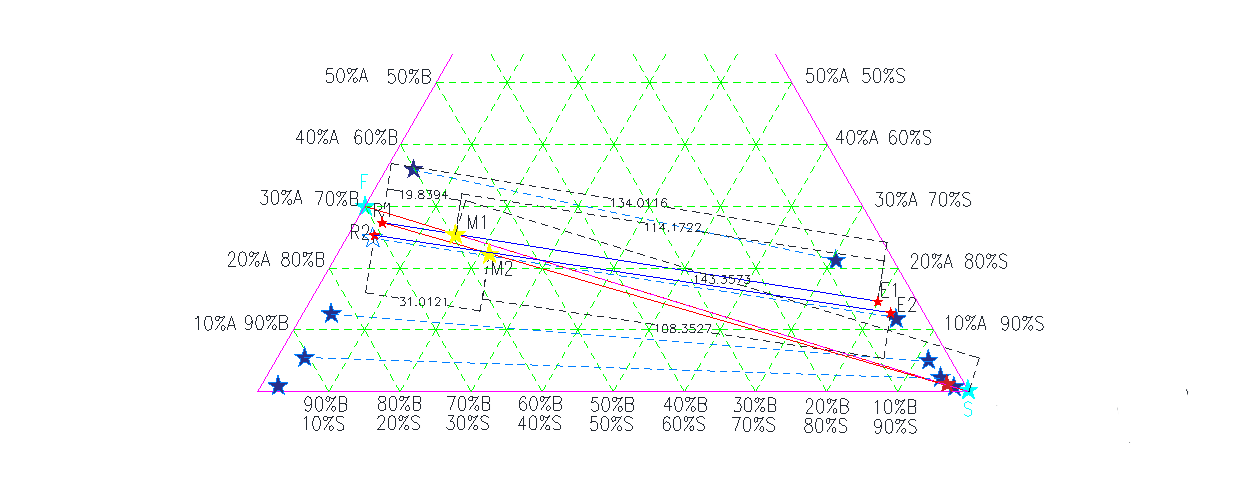 50%A 50%B
50%A 50%S
40%A 60%B
40%A 60%S
F
30%A 70%B
30%A 70%S
19.8394
134.0116
R1
M1
114.1722
R2
20%A 80%B
20%A 80%S
M2
143.3573
E1
31.0121
E2
10%A 90%B
10%A 90%S
108.3527
90%B 80%B 70%B 60%B 50%B 40%B 30%B 20%B 10%B
S
10%S 20%S 30%S 40%S 50%S 60%S 70%S 80%S 90%S